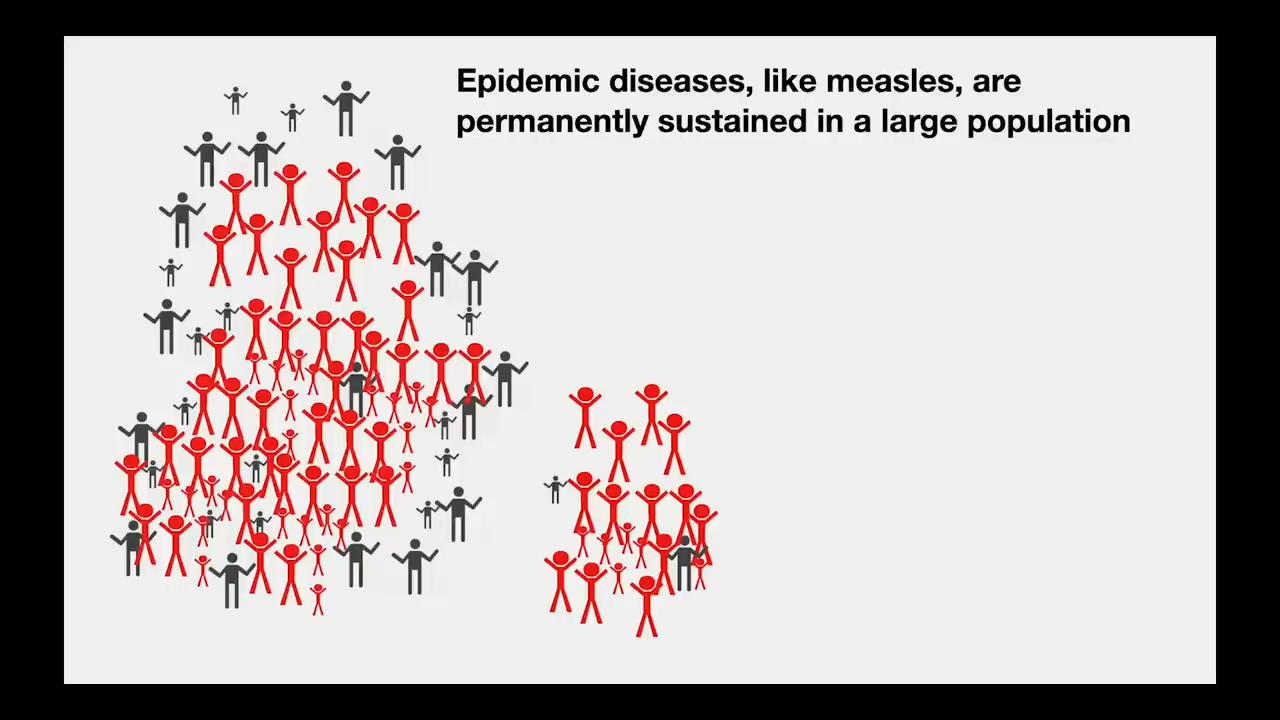 Epidemic diseases, like measles, are
permanently sustained in a large population